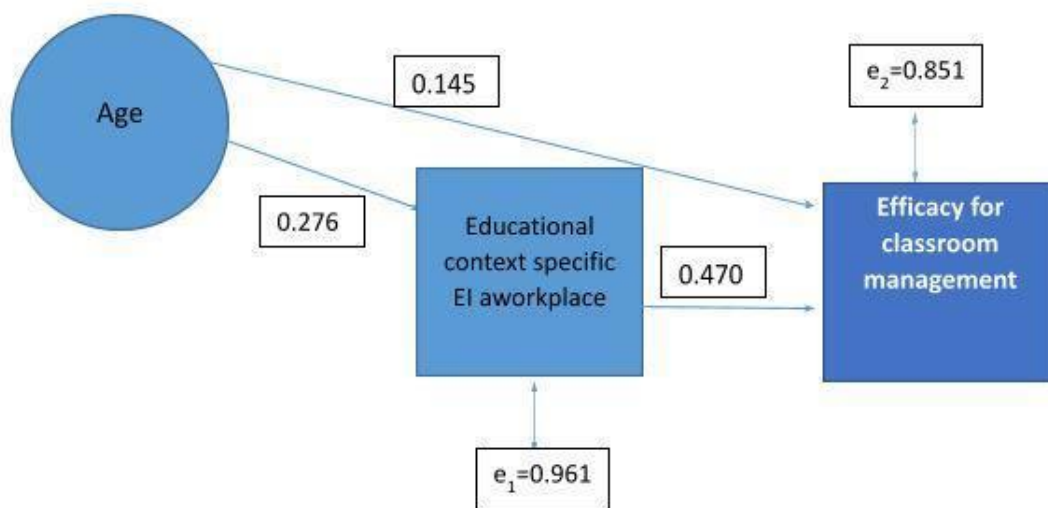 Age
0.145
e₂=0.851
0.276
Educational
context specific
EI aworkplace
0.470
Efficacy for
classroom
management
e₁=0.961